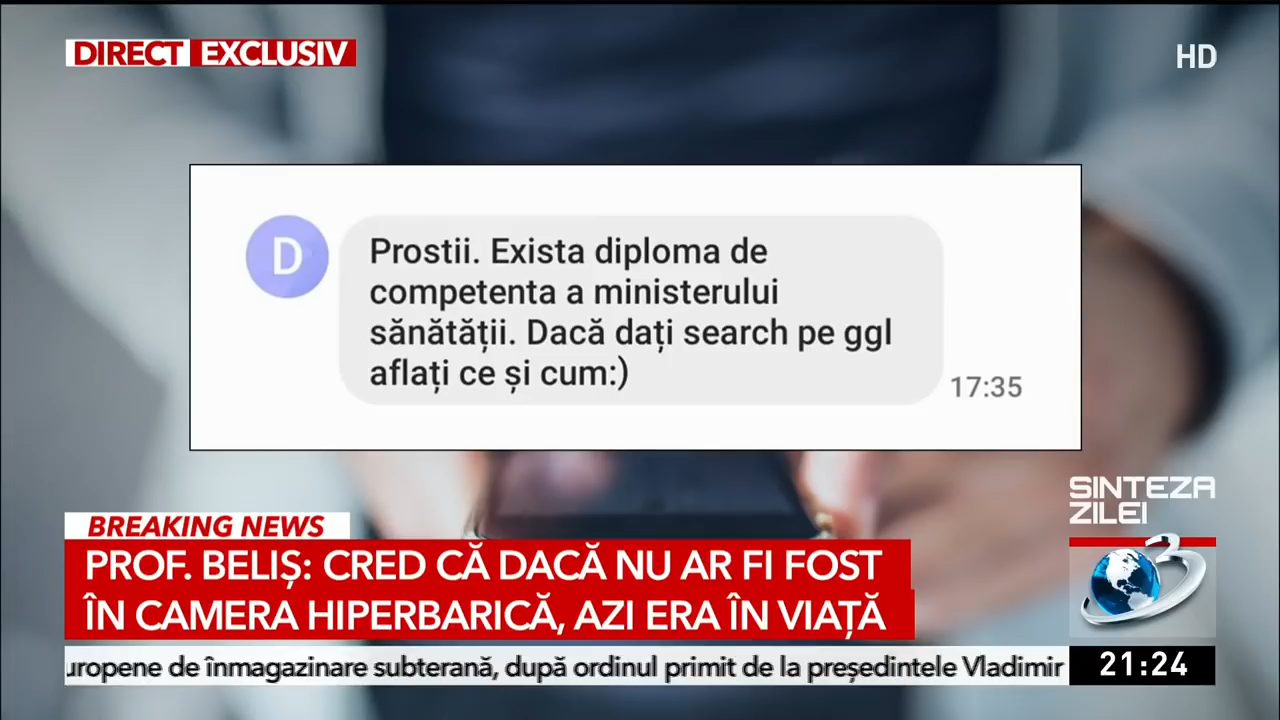 DIRECT EXCLUSIV
HD
D
Prostii. Exista diploma de
competenta a ministerului
sănătății. Dacă dați search pe ggl
aflați ce și cum:)
17:35
SINTEZA
ZILEI
BREAKING NEWS
PROF. BELIȘ: CRED CĂ DACĂ NU AR FI FOST
ÎN CAMERA HIPERBARICĂ, AZI ERA ÎN VIAȚĂ
3
uropene de înmagazinare subterană, după ordinul primit de la președintele Vladimir
21:24